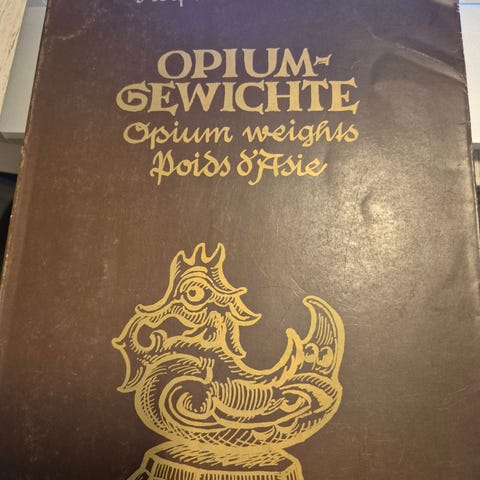 OPIUM-
GEWICHTE
Opium weights
Poids d'Asie